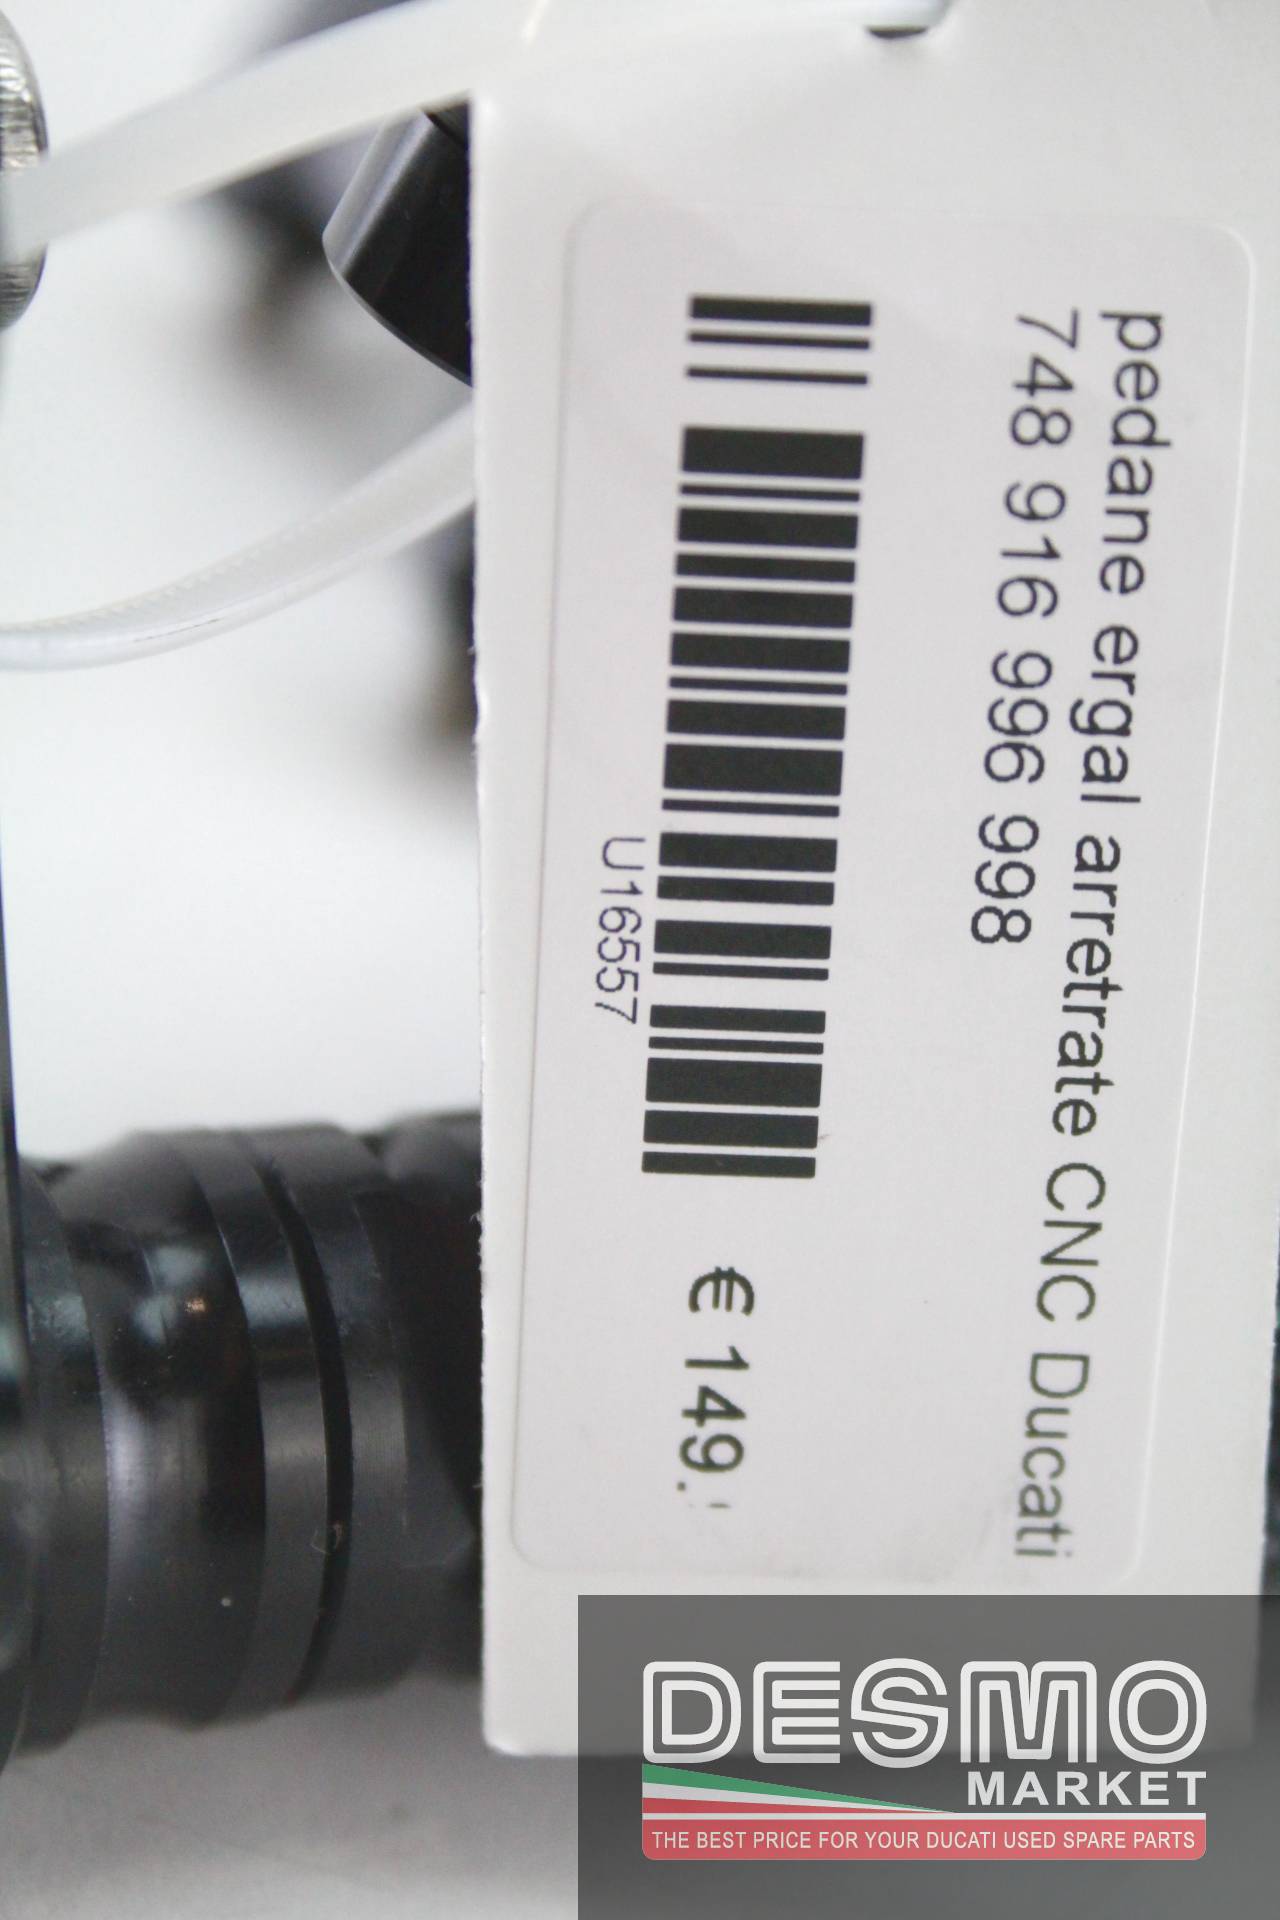 pedane ergal arretrate CNC Ducati
748 916 996 998
U16557
€ 149.
DESMO
MARKET
THE BEST PRICE FOR YOUR DUCATI USED SPARE PARTS